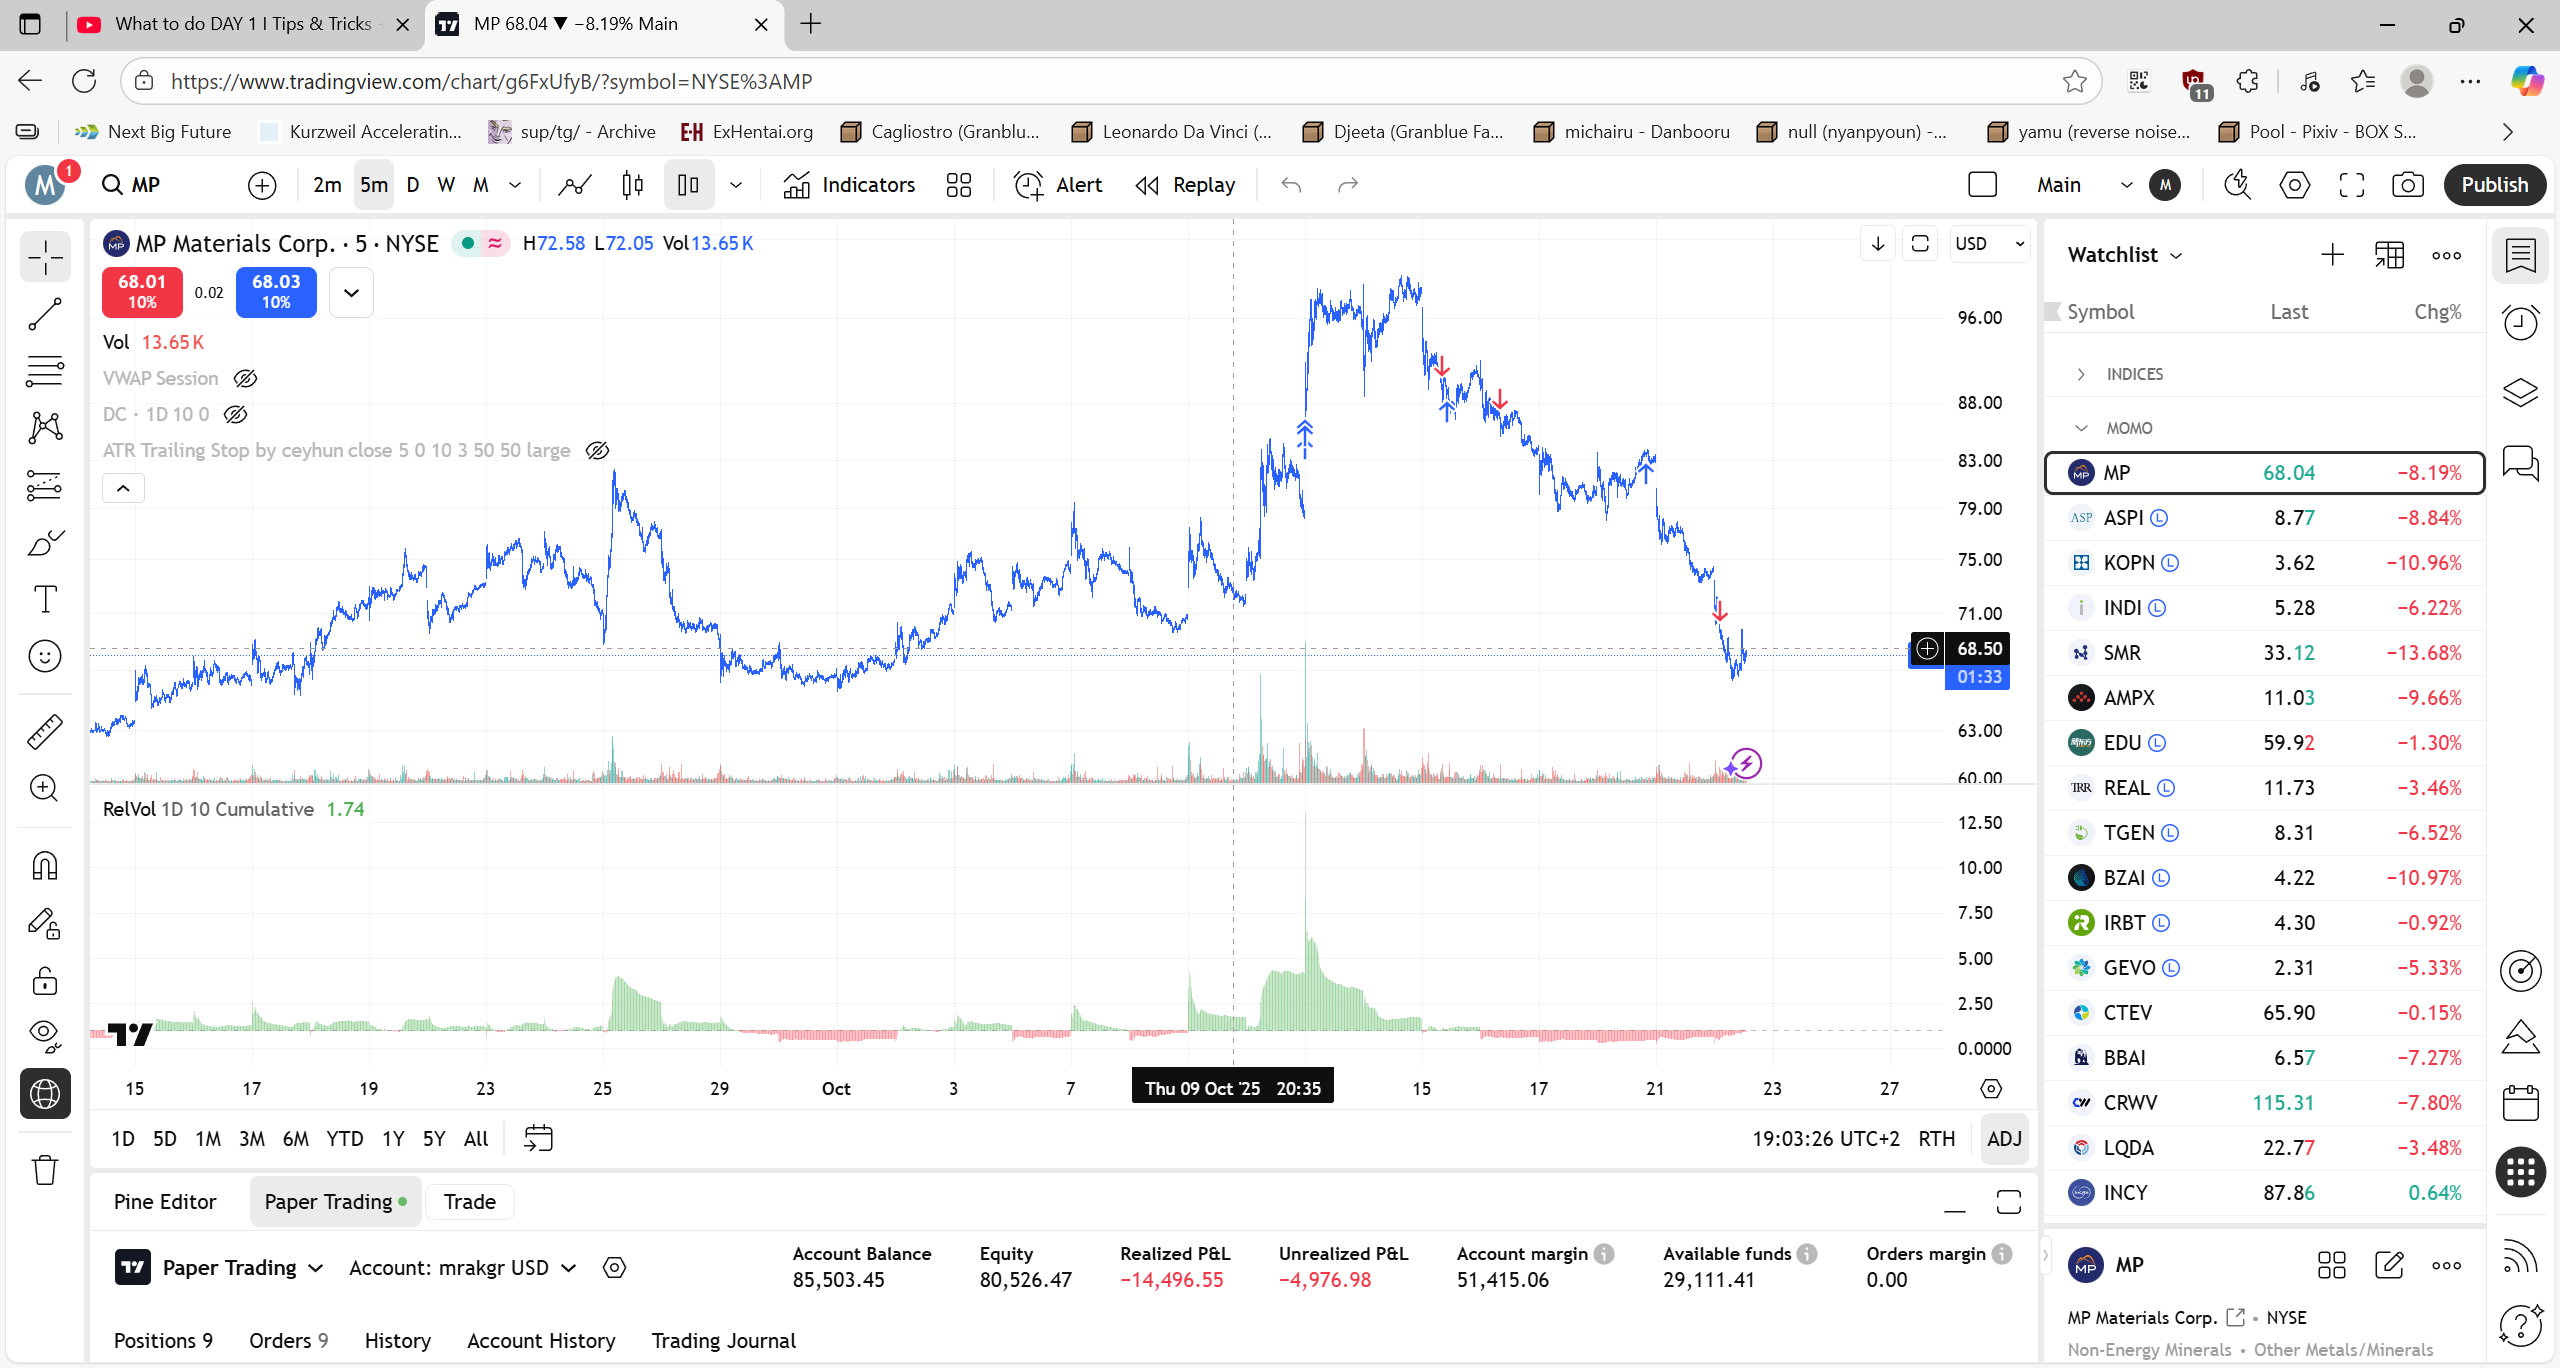 What to do DAY 1 I Tips & Tricks
MP 68.04 ▼ −8.19% Main
https://www.tradingview.com/chart/g6FxUfyB/?symbol=NYSE%3AMP
11
Next Big Future
Kurzweil Acceleratin...
sup/tg/ - Archive
E-H ExHentai.org
Cagliostro (Granblu...
Leonardo Da Vinci (...
Djeeta (Granblue Fa...
michairu - Danbooru
null (nyanpyoun) -...
yamu (reverse noise...
Pool - Pixiv - BOX S...
M 1
MP
2m 5m D W M
Indicators
Alert
Replay
Main
M
Publish
MP Materials Corp. · 5 · NYSE
H72.58 L72.05 Vol13.65 K
68.01
10%
0.02
68.03
10%
Vol 13.65 K
VWAP Session
DC · 1D 10 0
ATR Trailing Stop by ceyhun close 5 0 10 3 50 50 large
USD
96.00
88.00
83.00
79.00
75.00
71.00
68.50
01:33
63.00
60.00
RelVol 1D 10 Cumulative 1.74
12.50
10.00
7.50
5.00
2.50
0.0000
15 17 19 23 25 29 Oct 3 7 Thu 09 Oct '25 20:35 15 17 21 23 27
1D 5D 1M 3M 6M YTD 1Y 5Y All
19:03:26 UTC+2 RTH ADJ
Pine Editor
Paper Trading
Trade
Paper Trading
Account: mrakgr USD
Account Balance
85,503.45
Equity
80,526.47
Realized P&L
−14,496.55
Unrealized P&L
−4,976.98
Account margin
51,415.06
Available funds
29,111.41
Orders margin
0.00
Positions 9
Orders 9
History
Account History
Trading Journal
Watchlist
Symbol Last Chg%
INDICES
MOMO
MP 68.04 −8.19%
ASP ASPI L 8.77 −8.84%
KOPN L 3.62 −10.96%
INDI L 5.28 −6.22%
SMR 33.12 −13.68%
AMPX 11.03 −9.66%
EDU L 59.92 −1.30%
TRR REAL L 11.73 −3.46%
TGEN L 8.31 −6.52%
BZAI L 4.22 −10.97%
IRBT L 4.30 −0.92%
GEVO L 2.31 −5.33%
CTEV 65.90 −0.15%
BBAI 6.57 −7.27%
CRWV 115.31 −7.80%
LQDA 22.77 −3.48%
INCY 87.86 0.64%
MP MP
MP Materials Corp. • NYSE
Non-Energy Minerals • Other Metals/Minerals